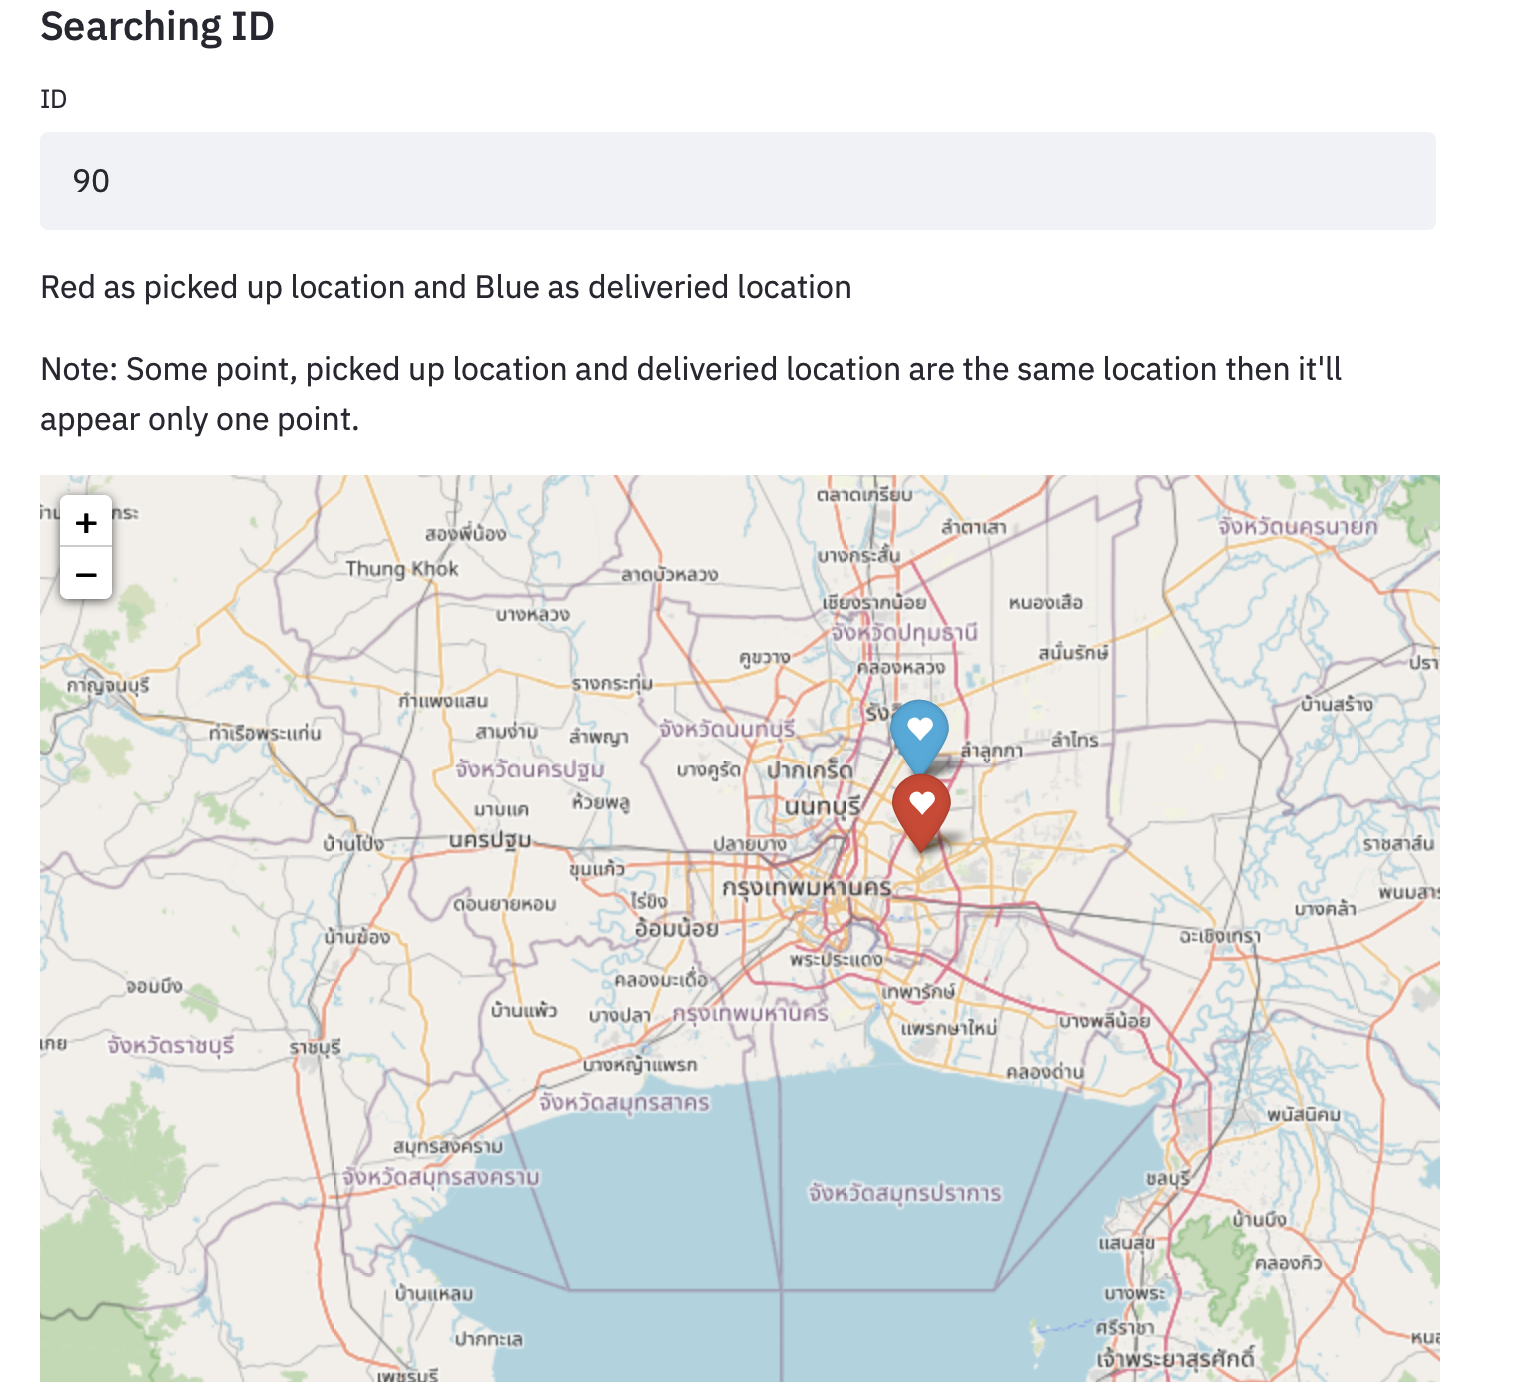 Searching ID
ID
90
Red as picked up location and Blue as deliveried location
Note: Some point, picked up location and deliveried location are the same location then it'll
appear only one point.
+
−
ตลาดเกรียบ
ลำตาเสา
จังหวัดนครนายก
สองพี่น้อง
บางกระสั้น
Thung Khok
ลาดบัวหลวง
เชียงรากน้อย
หนองเสือ
บางหลวง
จังหวัดปทุมธานี
สนั่นรักษ์
คูขวาง
คลองหลวง
กาญจนบุรี
รางกระทุ่ม
กำแพงแสน
บ้านสร้าง
ท่าเรือพระแท่น
สามง่าม
ลำพญา
จังหวัดนนทบุรี
ลำลูกกา
ลำไทร
จังหวัดนครปฐม
บางคูรัด
ปากเกร็ด
มาบแค
ห้วยพลู
นนทบุรี
บ้านโป่ง
นครปฐม
ปลายบาง
ราชสาส์น
ขุนแก้ว
กรุงเทพมหานคร
ดอนยายหอม
ไร่ขิง
บางคล้า
อ้อมน้อย
บ้านฆ้อง
ฉะเชิงเทรา
พระประแดง
จอมบึง
คลองมะเดื่อ
เทพารักษ์
บ้านแพ้ว
บางปลา
กรุงเทพมหานคร
แพรกษาใหม่
บางพลีน้อย
จังหวัดราชบุรี
ราชบุรี
บางหญ้าแพรก
คลองด่าน
จังหวัดสมุทรสาคร
พนัสนิคม
สมุทรสงคราม
จังหวัดสมุทรสงคราม
จังหวัดสมุทรปราการ
ชลบุรี
บ้านบึง
แสนสุข
คลองกิ่ว
บ้านแหลม
บางพระ
ศรีราชา
ปากทะเล
เจ้าพระยาสุรศักดิ์
เพชรบุรี